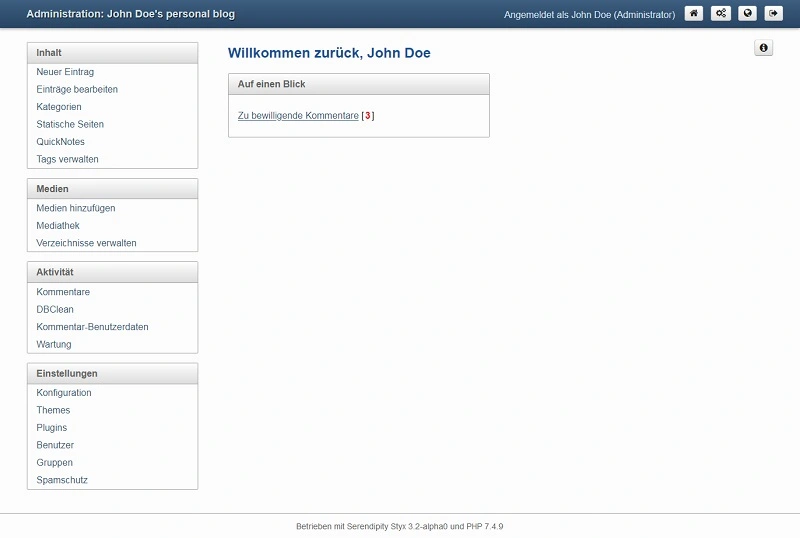 Administration: John Doe's personal blog
Angemeldet als John Doe (Administrator)
Inhalt
Neuer Eintrag
Einträge bearbeiten
Kategorien
Statische Seiten
QuickNotes
Tags verwalten
Medien
Medien hinzufügen
Mediathek
Verzeichnisse verwalten
Aktivität
Kommentare
DBClean
Kommentar-Benutzerdaten
Wartung
Einstellungen
Konfiguration
Themes
Plugins
Benutzer
Gruppen
Spamschutz
Willkommen zurück, John Doe
Auf einen Blick
Zu bewilligende Kommentare [3]
Betrieben mit Serendipity Styx 3.2-alpha0 und PHP 7.4.9